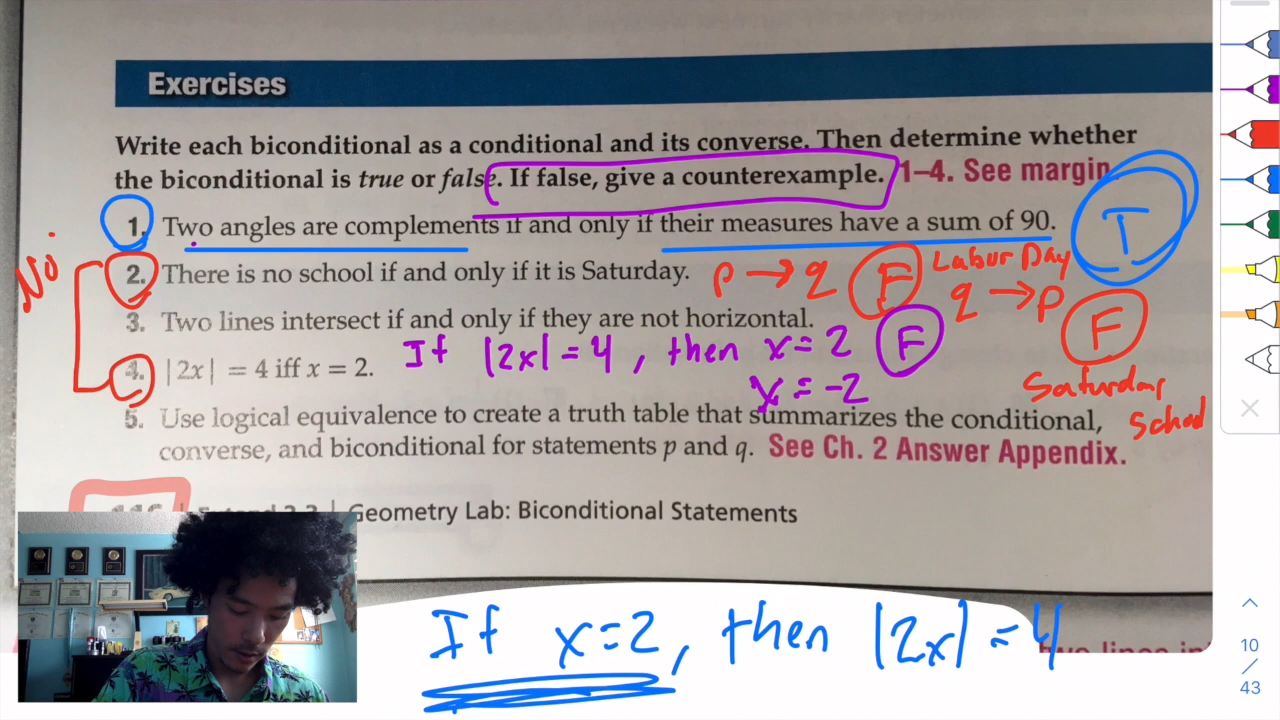 Exercises
Write each biconditional as a conditional and its converse. Then determine whether
the biconditional is true or false. If false, give a counterexample. 1–4. See margin
1. Two angles are complements if and only if their measures have a sum of 90. T
No
2. There is no school if and only if it is Saturday. p → q F Labor Day
q → p F
3. Two lines intersect if and only if they are not horizontal.
If |2x| = 4, then x = 2 F
4. |2x| = 4 iff x = 2.
x = -2
Saturday
School
5. Use logical equivalence to create a truth table that summarizes the conditional,
converse, and biconditional for statements p and q. See Ch. 2 Answer Appendix.
Geometry Lab: Biconditional Statements
If x = 2, then |2x| = 4
10
/
43